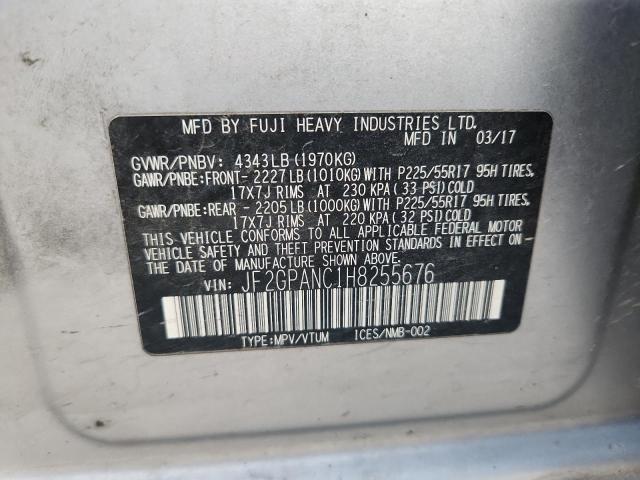 MFD BY FUJI HEAVY INDUSTRIES LTD.
MFD IN 03/17
GVWR/PNBV: 4343LB(1970KG)
GAWR/PNBE:FRONT- 2227LB(1010KG)WITH P225/55R17 95H TIRES,
17X7J RIMS AT 230 KPA(33 PSI)COLD
GAWR/PNBE:REAR - 2205LB(1000KG)WITH P225/55R17 95H TIRES,
17X7J RIMS AT 220 KPA(32 PSI)COLD
THIS VEHICLE CONFORMS TO ALL APPLICABLE FEDERAL MOTOR
VEHICLE SAFETY AND THEFT PREVENTION STANDARDS IN EFFECT ON
THE DATE OF MANUFACTURE SHOWN ABOVE.
VIN: JF2GPANC1H8255676
TYPE:MPV/VTUM ICES/NMB-002